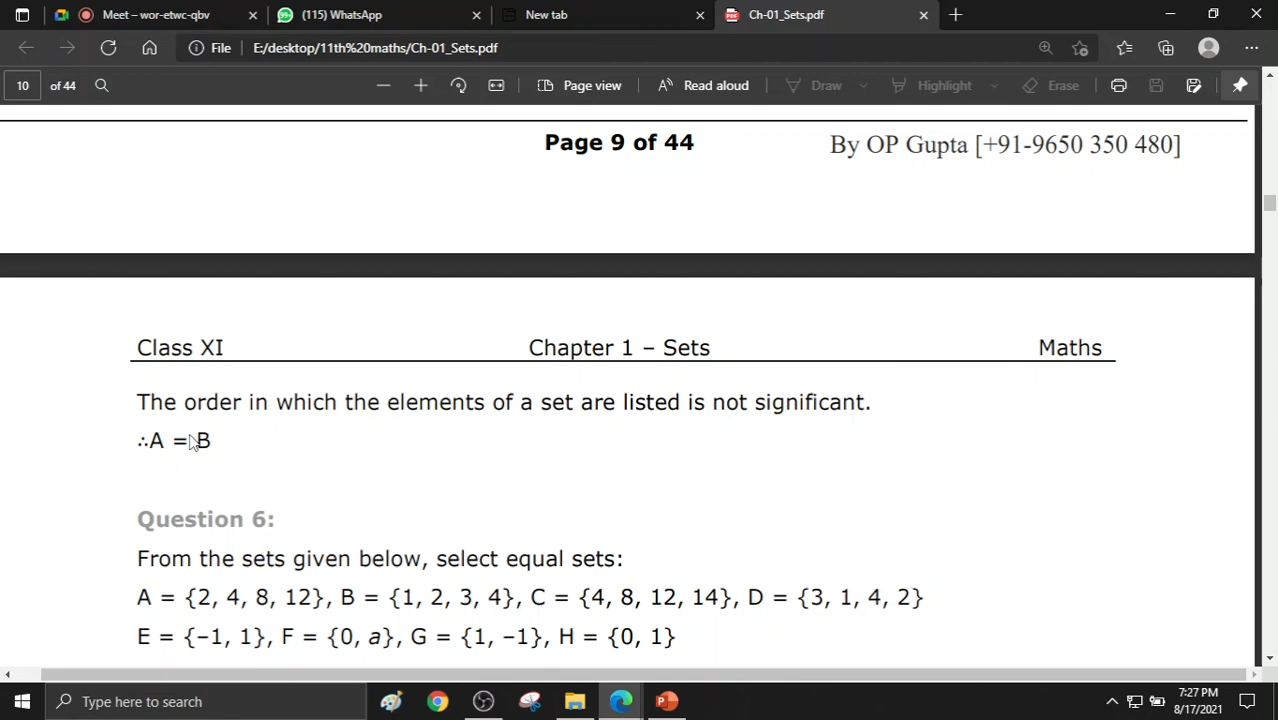 Meet – wor-etwc-qbv
99+ (115) WhatsApp
New tab
PDF Ch-01_Sets.pdf
File E:/desktop/11th%20maths/Ch-01_Sets.pdf
10 of 44
Page view
Read aloud
Draw
Highlight
Erase
Page 9 of 44
By OP Gupta [+91-9650 350 480]
Class XI Chapter 1 – Sets Maths
The order in which the elements of a set are listed is not significant.
∴A = B
Question 6:
From the sets given below, select equal sets:
A = {2, 4, 8, 12}, B = {1, 2, 3, 4}, C = {4, 8, 12, 14}, D = {3, 1, 4, 2}
E = {–1, 1}, F = {0, a}, G = {1, –1}, H = {0, 1}
Type here to search
7:27 PM
8/17/2021